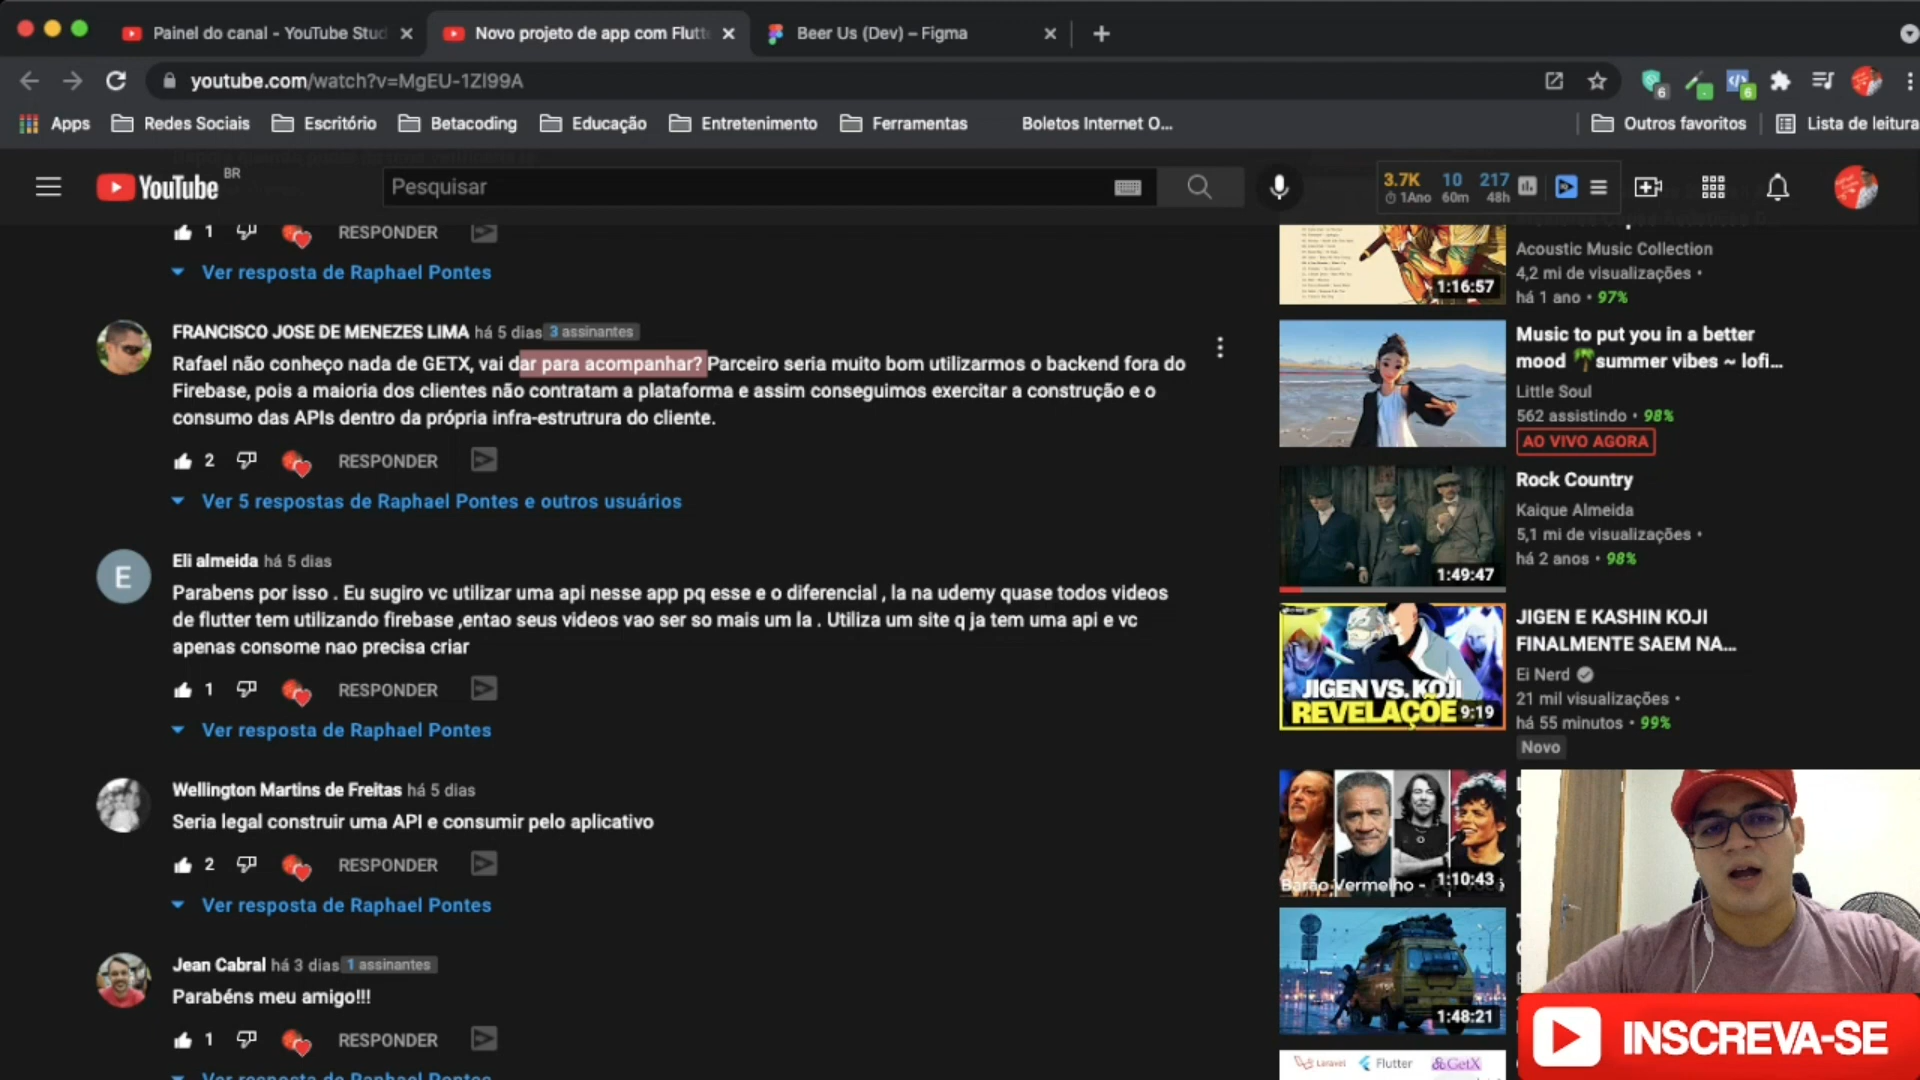 Painel do canal - YouTube Stud
Novo projeto de app com Flutt
Beer Us (Dev) – Figma
youtube.com/watch?v=MgEU-1ZI99A
6
6
Apps
Redes Sociais
Escritório
Betacoding
Educação
Entretenimento
Ferramentas
Boletos Internet O...
Outros favoritos
Lista de leitura
YouTube
BR
Pesquisar
3.7K 10 217
1Ano 60m 48h
1 RESPONDER
Ver resposta de Raphael Pontes
FRANCISCO JOSE DE MENEZES LIMA há 5 dias 3 assinantes
Rafael não conheço nada de GETX, vai dar para acompanhar? Parceiro seria muito bom utilizarmos o backend fora do
Firebase, pois a maioria dos clientes não contratam a plataforma e assim conseguimos exercitar a construção e o
consumo das APIs dentro da própria infra-estrutrura do cliente.
2 RESPONDER
Ver 5 respostas de Raphael Pontes e outros usuários
E
Eli almeida há 5 dias
Parabens por isso . Eu sugiro vc utilizar uma api nesse app pq esse e o diferencial , la na udemy quase todos videos
de flutter tem utilizando firebase ,entao seus videos vao ser so mais um la . Utiliza um site q ja tem uma api e vc
apenas consome nao precisa criar
1 RESPONDER
Ver resposta de Raphael Pontes
Wellington Martins de Freitas há 5 dias
Seria legal construir uma API e consumir pelo aplicativo
2 RESPONDER
Ver resposta de Raphael Pontes
Jean Cabral há 3 dias 1 assinantes
Parabéns meu amigo!!!
1 RESPONDER
Ver resposta de Raphael Pontes
1:16:57
Acoustic Music Collection
4,2 mi de visualizações •
há 1 ano • 97%
Music to put you in a better
mood summer vibes ~ lofi...
Little Soul
562 assistindo • 98%
AO VIVO AGORA
1:49:47
Rock Country
Kaique Almeida
5,1 mi de visualizações •
há 2 anos • 98%
JIGEN VS. KOJI
REVELAÇÕE
9:19
JIGEN E KASHIN KOJI
FINALMENTE SAEM NA...
Ei Nerd
21 mil visualizações •
há 55 minutos • 99%
Novo
Barão Vermelho -
1:10:43
1:48:21
Laravel Flutter GetX
INSCREVA-SE